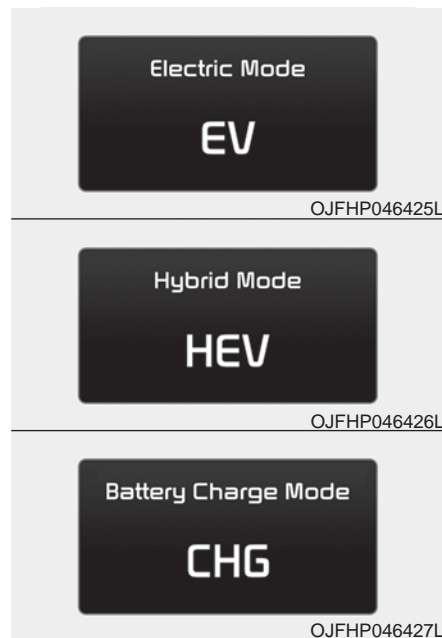 Electric Mode
EV
OJFHP046425L
Hybrid Mode
HEV
OJFHP046426L
Battery Charge Mode
CHG
OJFHP046427L